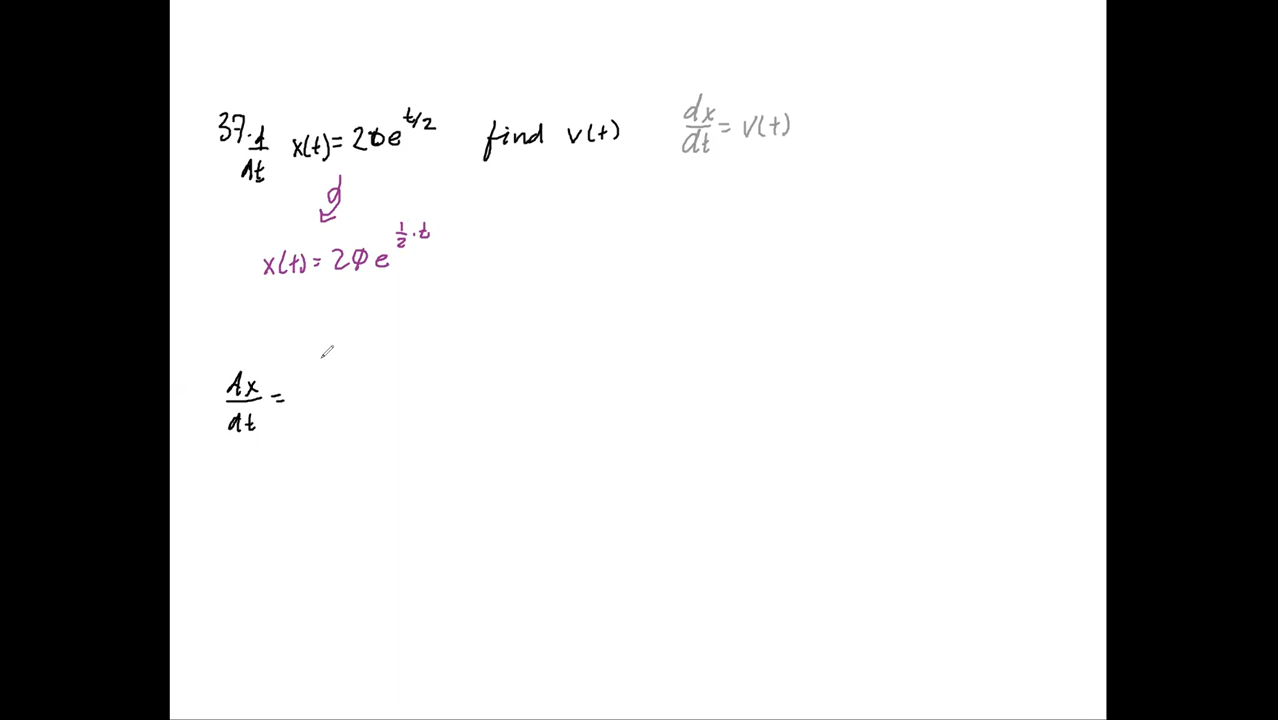 37. d/dt x(t) = 20e^(t/2) find v(t) dx/dt = v(t)
x(t) = 20 e^(1/2 · t)
dx/dt =